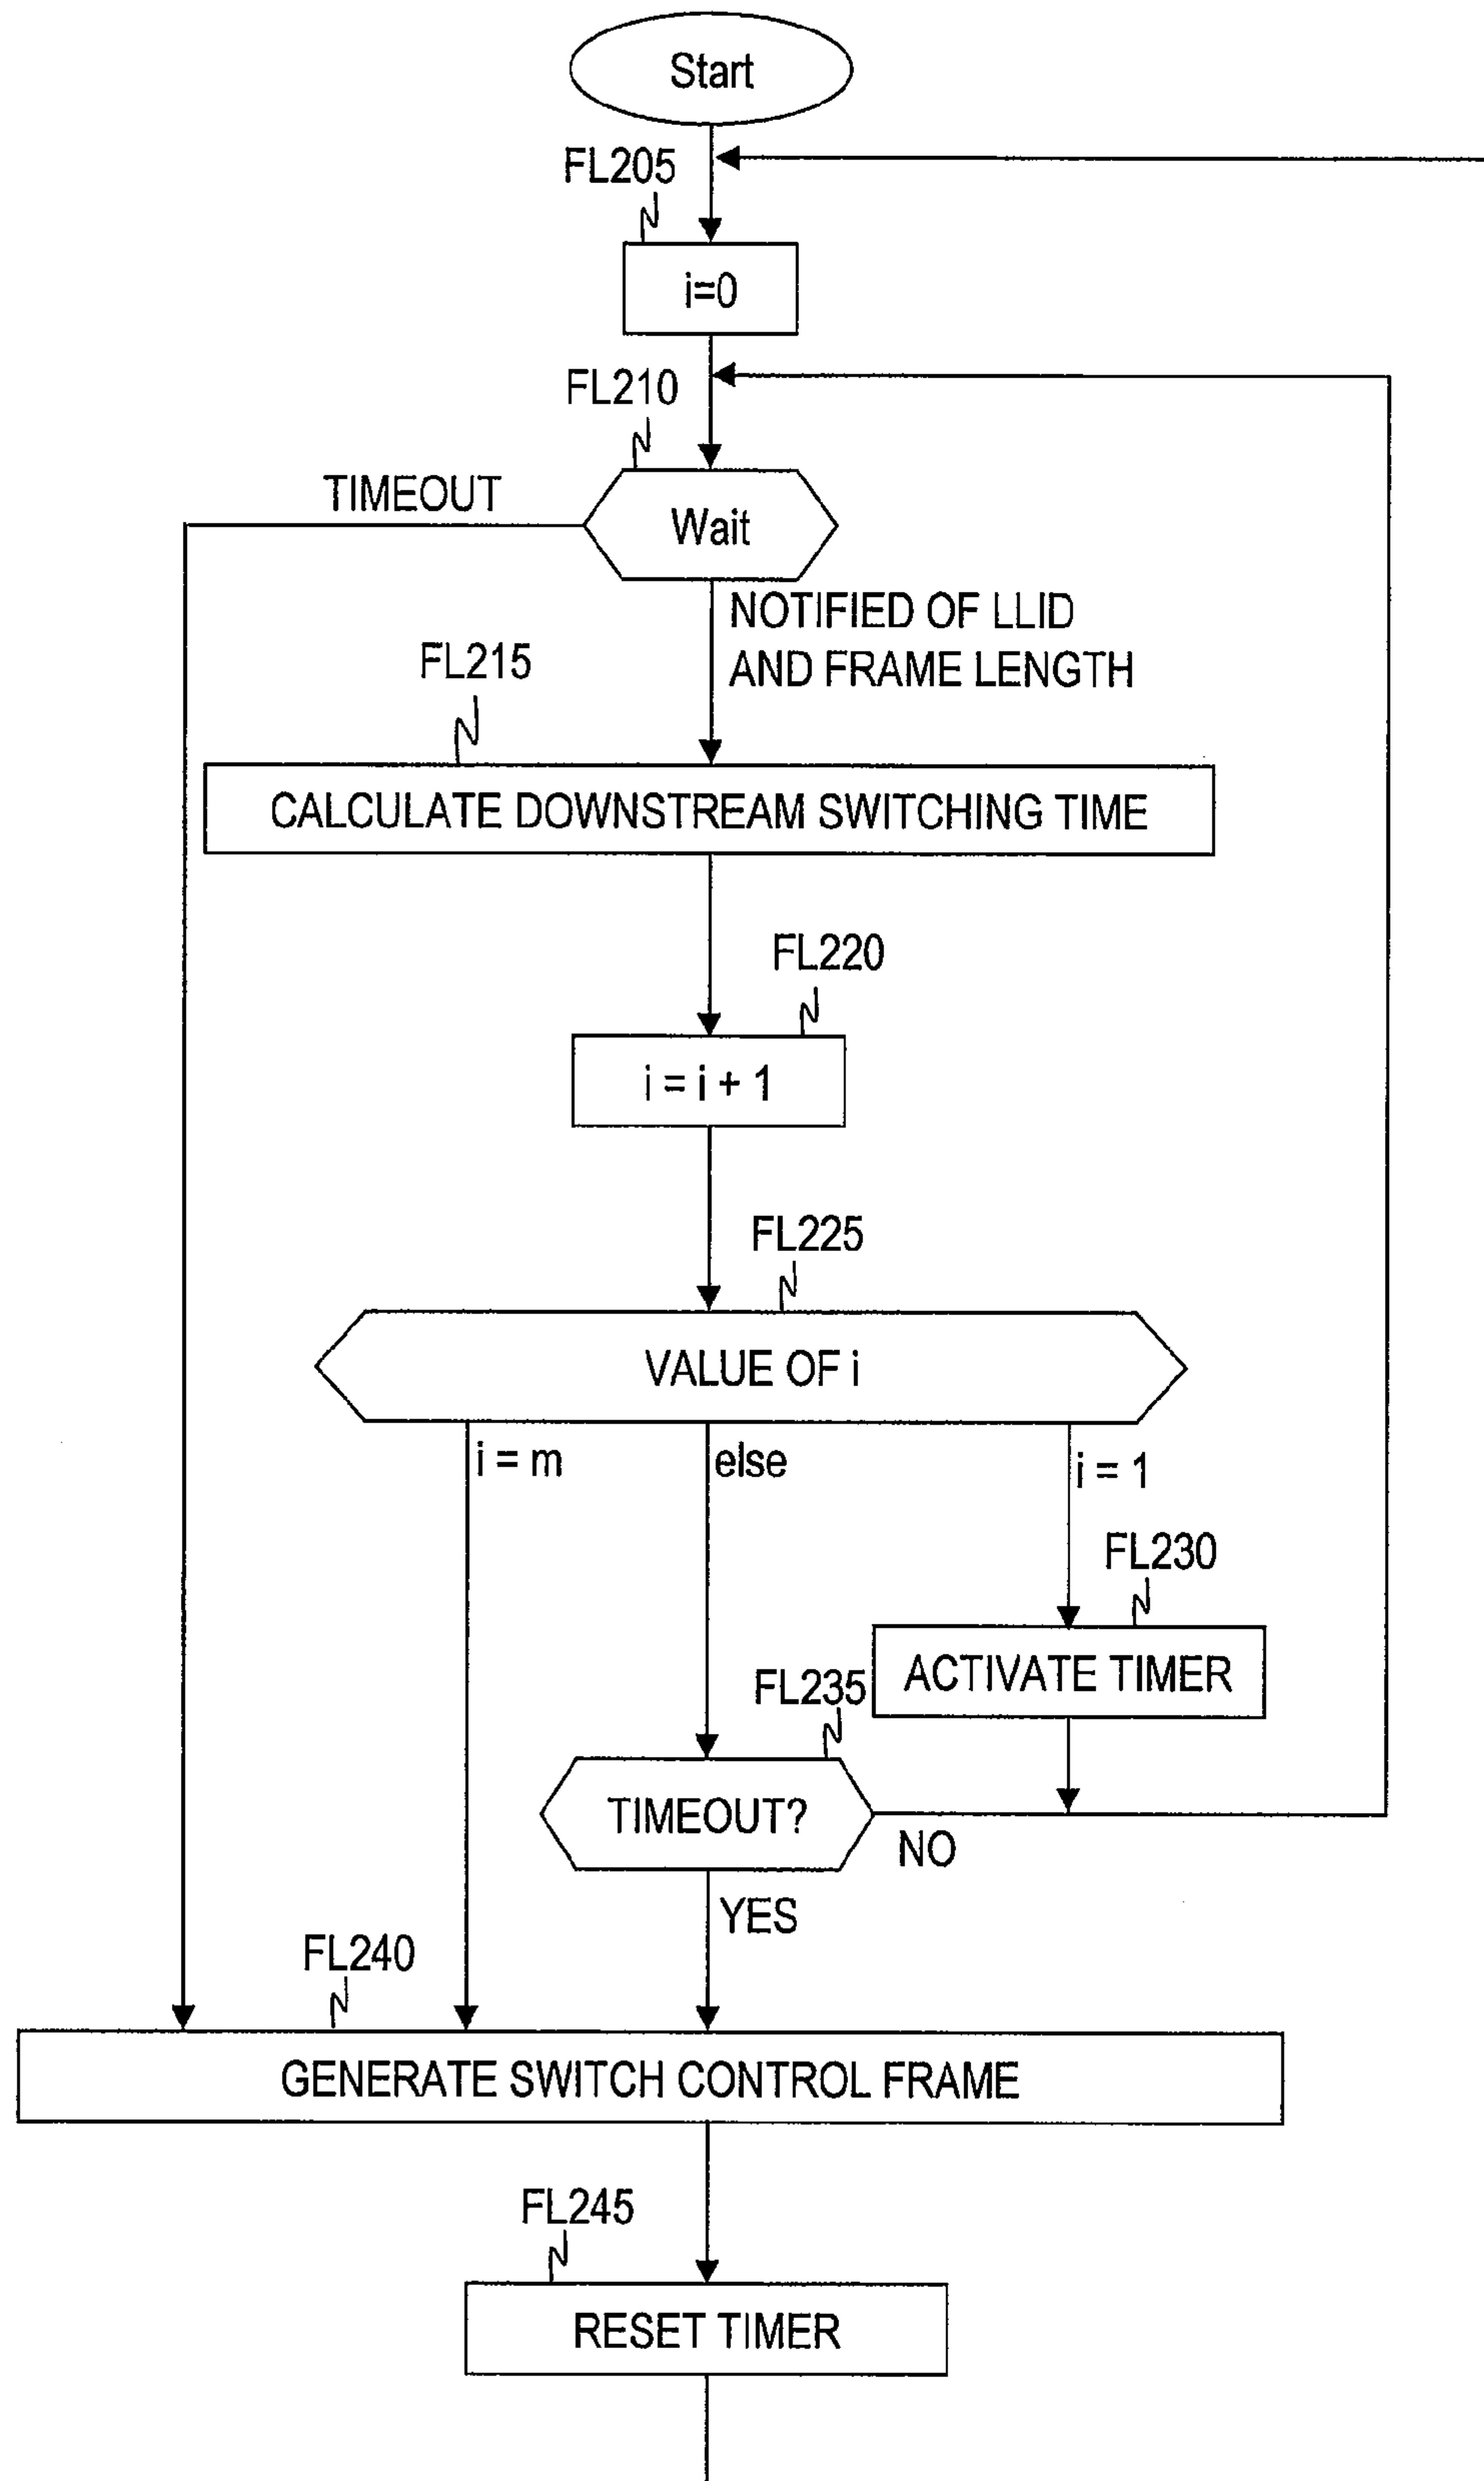 Start
FL205
i=0
FL210
TIMEOUT
Wait
NOTIFIED OF LLID
AND FRAME LENGTH
FL215
CALCULATE DOWNSTREAM SWITCHING TIME
FL220
i = i + 1
FL225
VALUE OF i
i = m
else
i = 1
FL230
ACTIVATE TIMER
FL235
TIMEOUT?
NO
YES
FL240
GENERATE SWITCH CONTROL FRAME
FL245
RESET TIMER